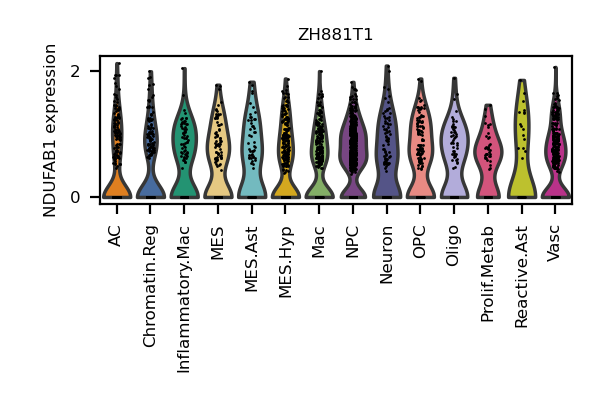 ZH881T1
NDUFAB1 expression
2
0
AC
Chromatin.Reg
Inflammatory.Mac
MES
MES.Ast
MES.Hyp
Mac
NPC
Neuron
OPC
Oligo
Prolif.Metab
Reactive.Ast
Vasc